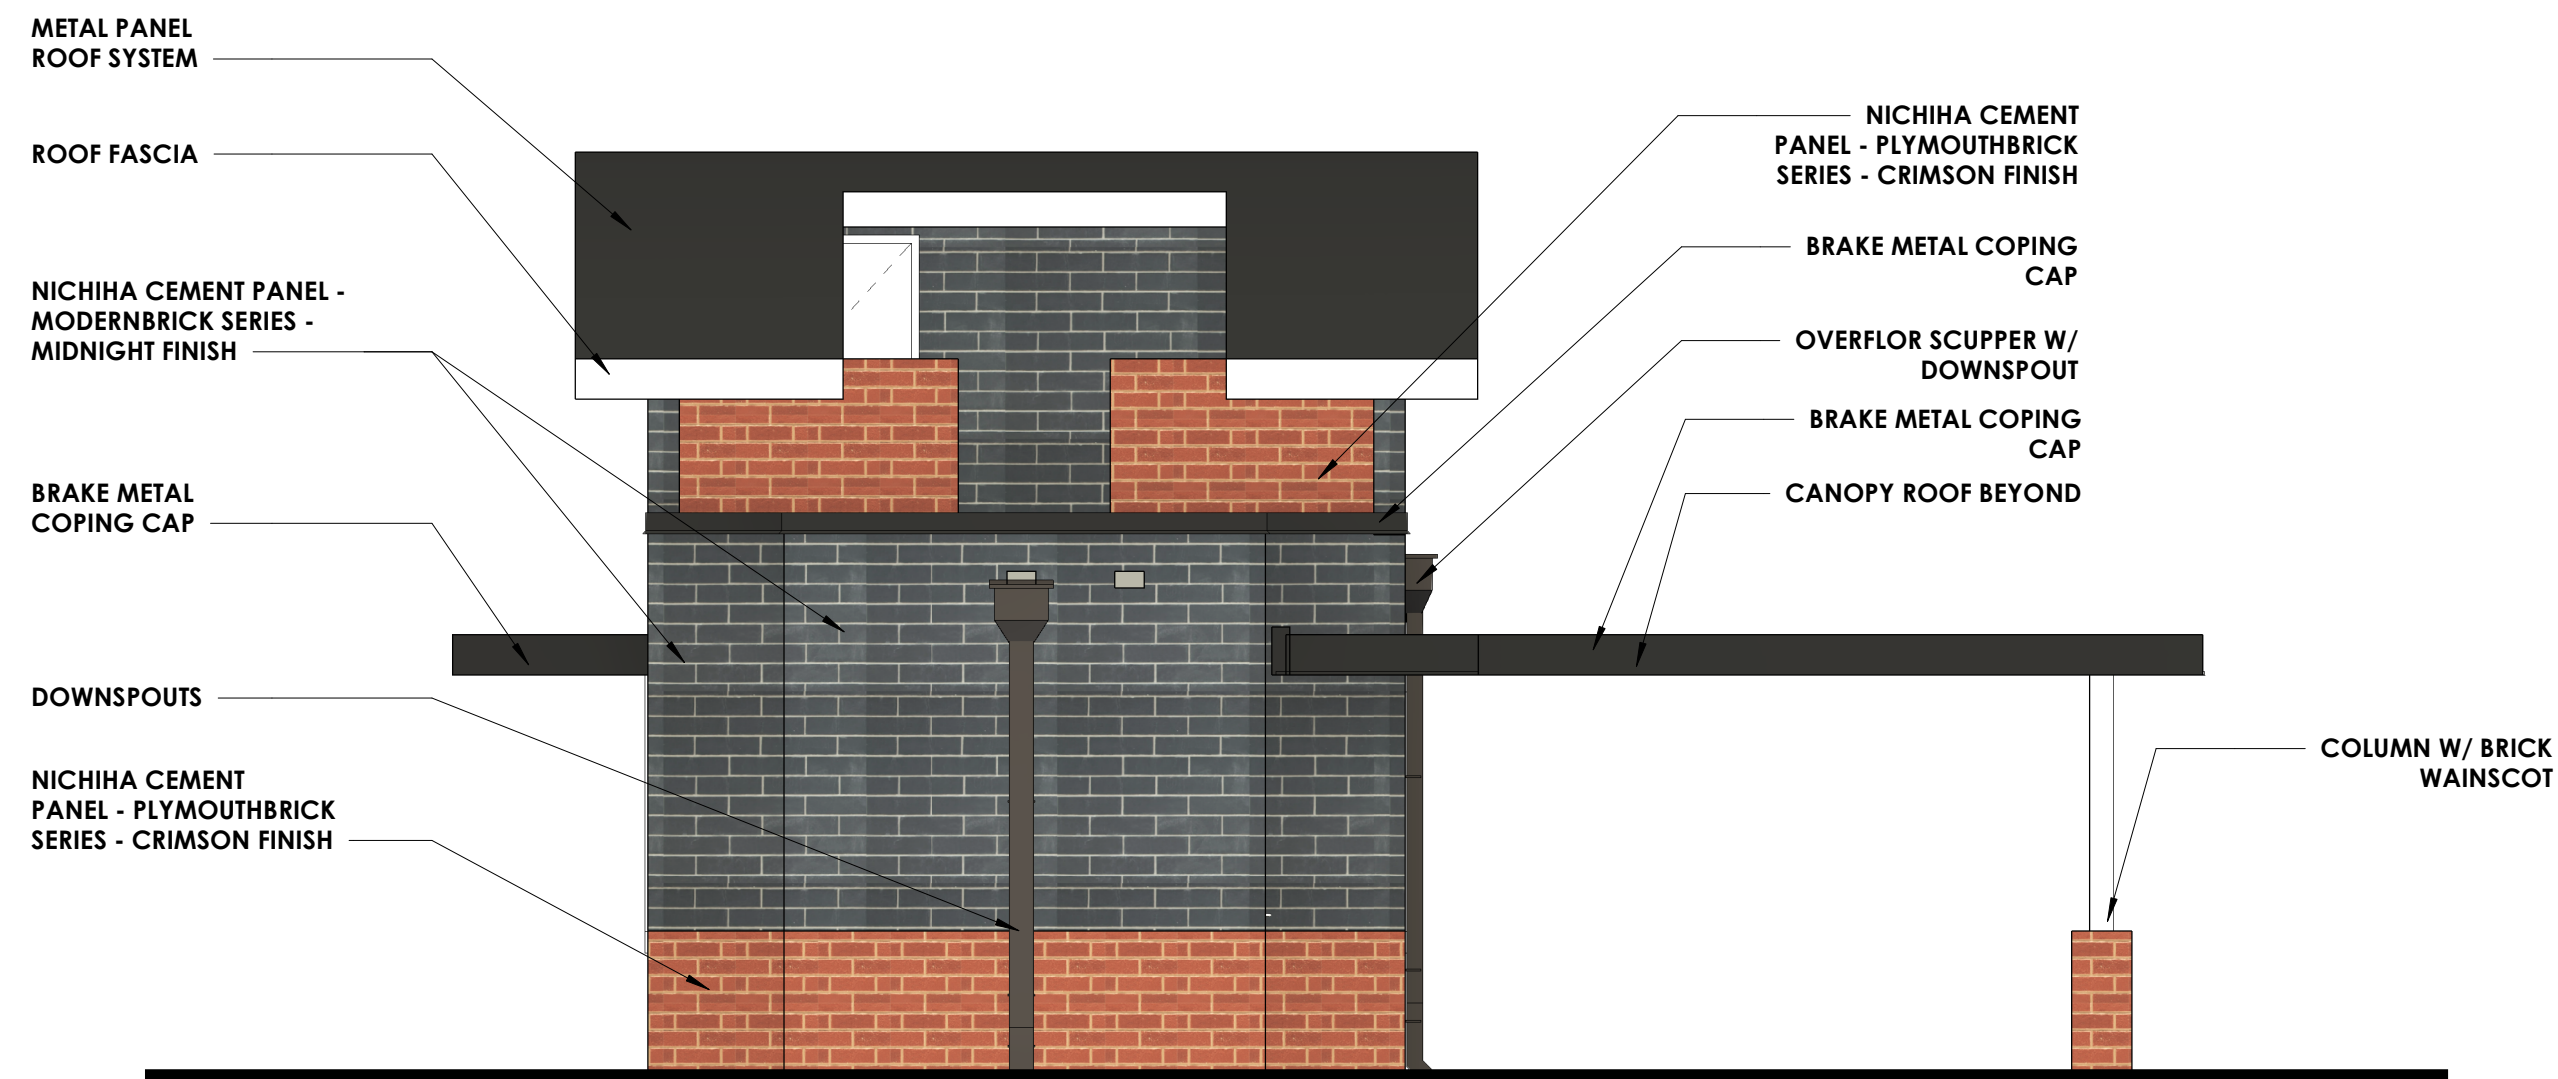 METAL PANEL
ROOF SYSTEM
ROOF FASCIA
NICHIHA CEMENT PANEL -
MODERNBRICK SERIES -
MIDNIGHT FINISH
BRAKE METAL
COPING CAP
DOWNSPOUTS
NICHIHA CEMENT
PANEL - PLYMOUTHBRICK
SERIES - CRIMSON FINISH
NICHIHA CEMENT
PANEL - PLYMOUTHBRICK
SERIES - CRIMSON FINISH
BRAKE METAL COPING
CAP
OVERFLOR SCUPPER W/
DOWNSPOUT
BRAKE METAL COPING
CAP
CANOPY ROOF BEYOND
COLUMN W/ BRICK
WAINSCOT